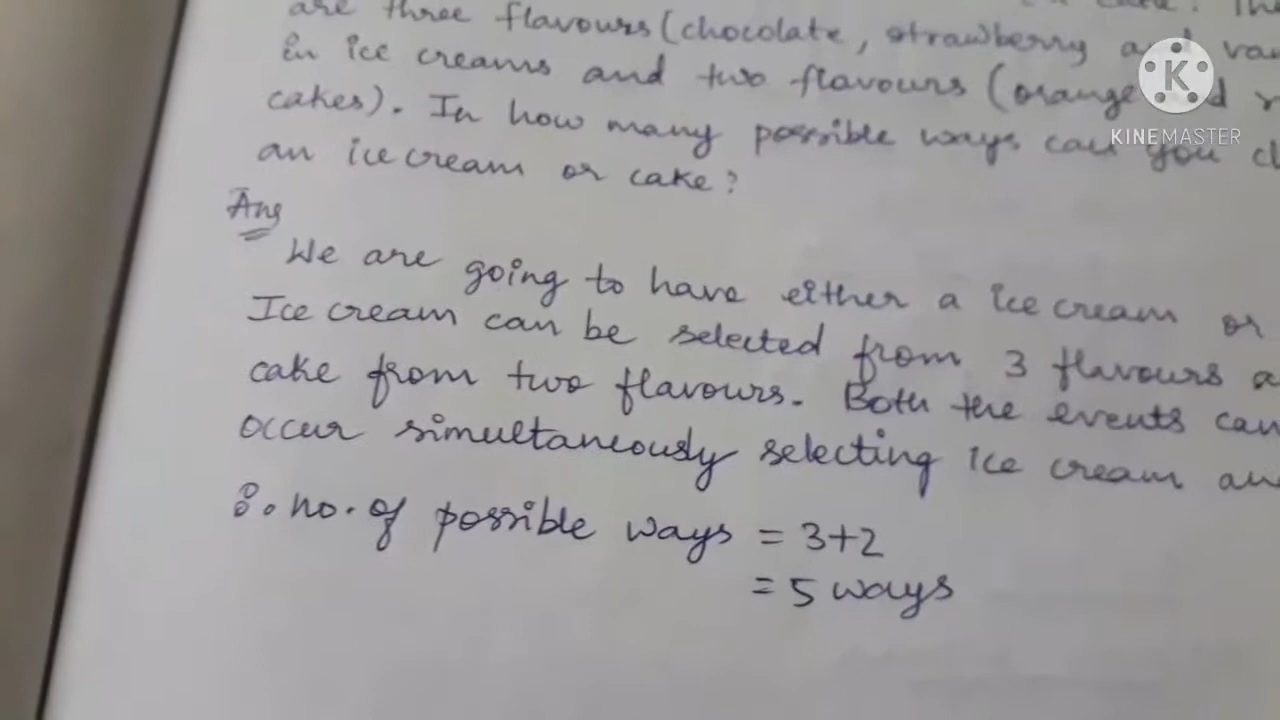 are three flavours (chocolate, strawberry and
in ice creams and two flavours (orange
cakes). In how many possible ways can you
an ice cream or cake?
Ans
We are going to have either a ice cream or
Ice cream can be selected from 3 flavours
cake from two flavours. Both the events
occur simultaneously selecting ice cream
∴ no. of possible ways = 3+2
= 5 ways
KINEMASTER